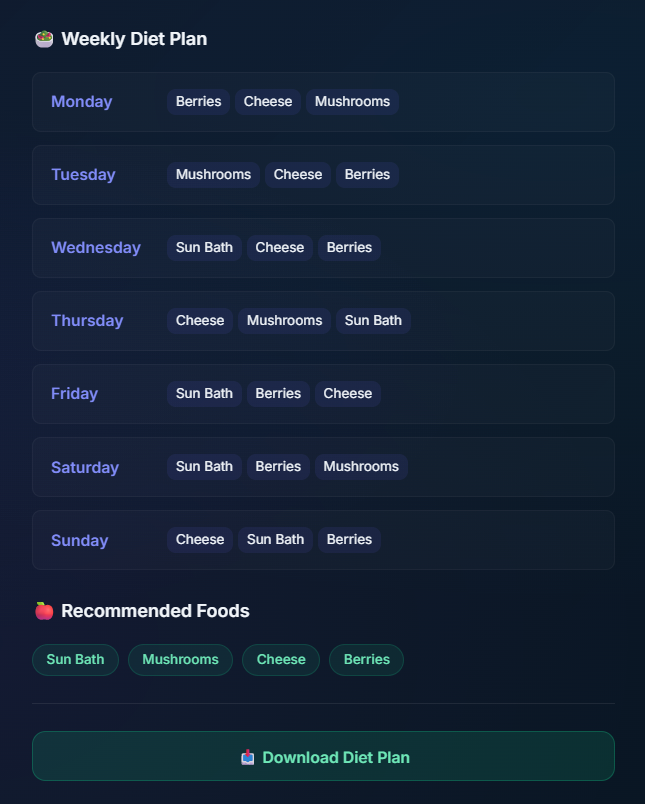 Weekly Diet Plan
Monday Berries Cheese Mushrooms
Tuesday Mushrooms Cheese Berries
Wednesday Sun Bath Cheese Berries
Thursday Cheese Mushrooms Sun Bath
Friday Sun Bath Berries Cheese
Saturday Sun Bath Berries Mushrooms
Sunday Cheese Sun Bath Berries
Recommended Foods
Sun Bath Mushrooms Cheese Berries
Download Diet Plan